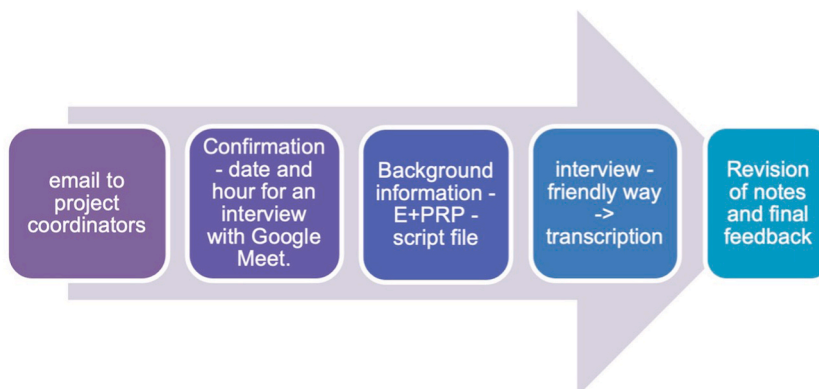 email to
project
coordinators
Confirmation
- date and
hour for an
interview
with Google
Meet.
Background
information -
E+PRP -
script file
interview -
friendly way
->
transcription
Revision
of notes
and final
feedback